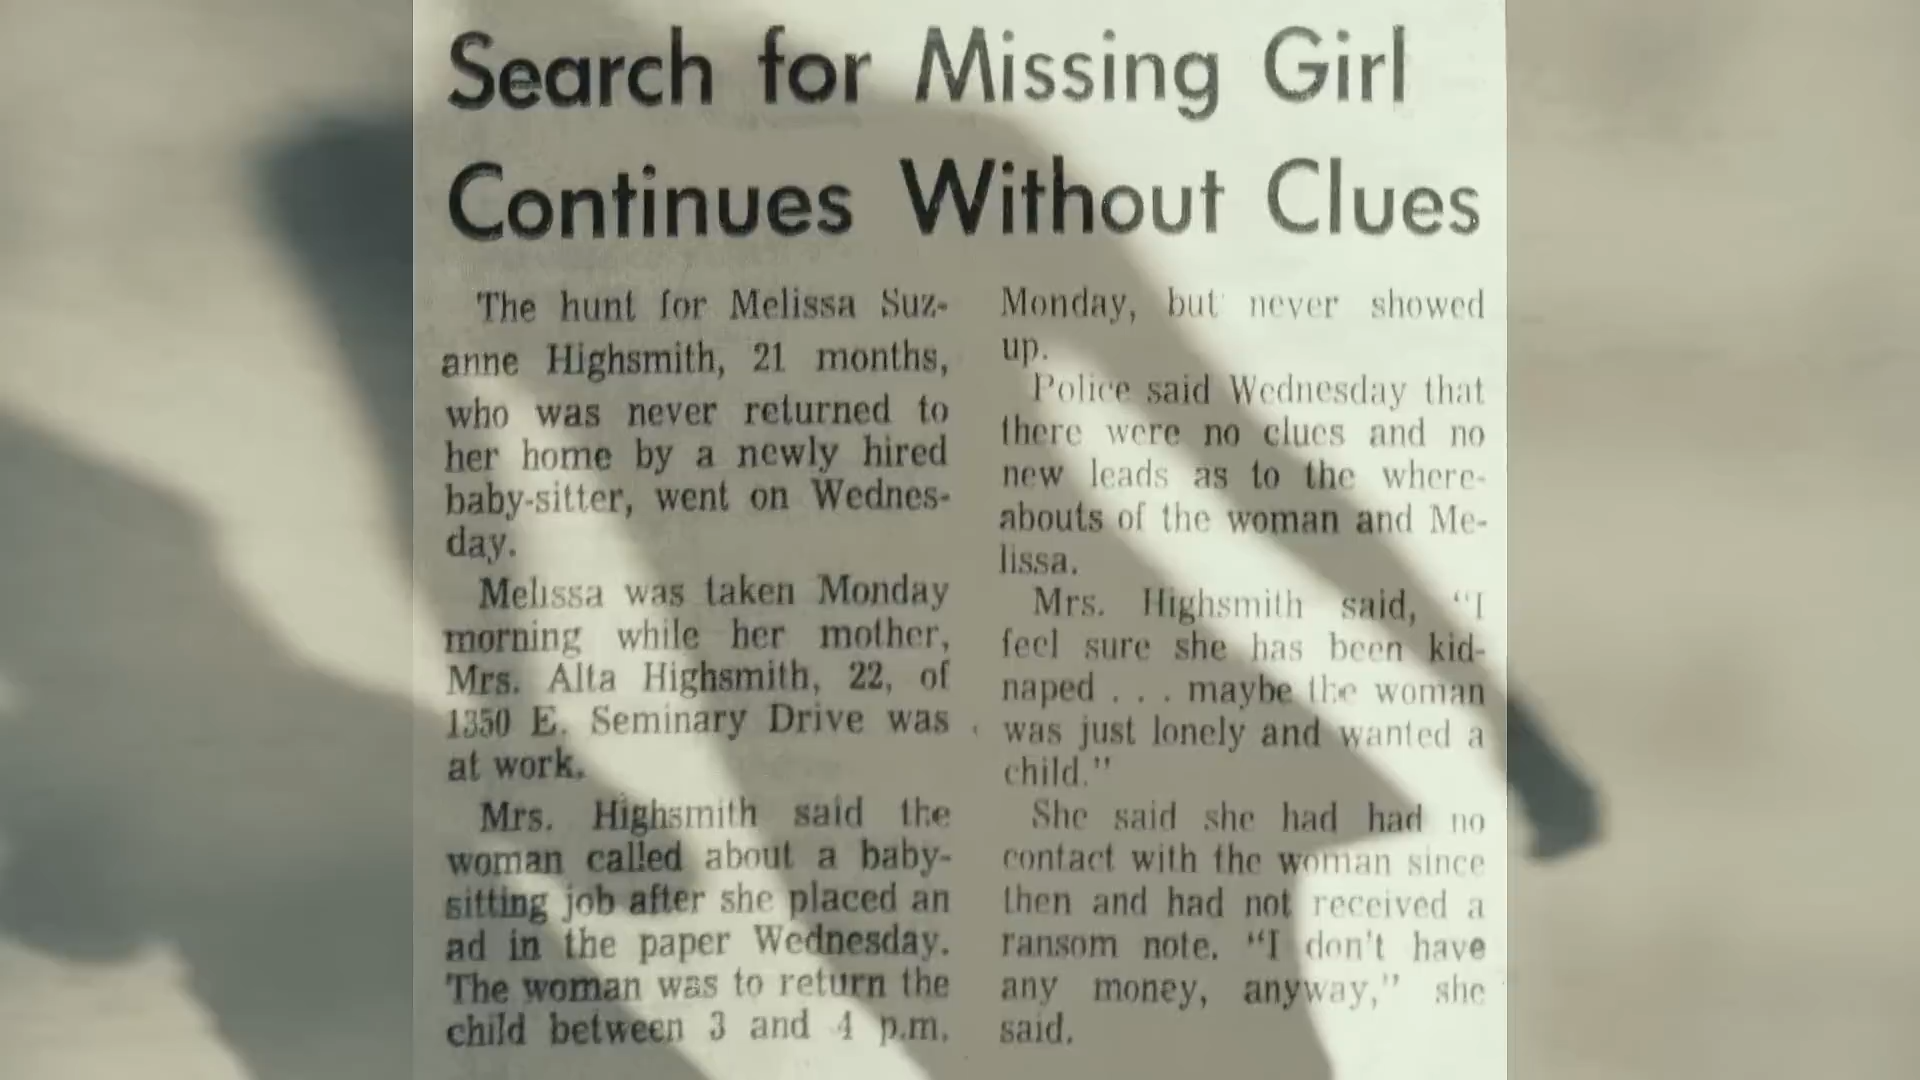 Search for Missing Girl
Continues Without Clues
The hunt for Melissa Suz-
anne Highsmith, 21 months,
who was never returned to
her home by a newly hired
baby-sitter, went on Wednes-
day.
Melissa was taken Monday
morning while her mother,
Mrs. Alta Highsmith, 22, of
1350 E. Seminary Drive was
at work.
Mrs. Highsmith said the
woman called about a baby-
sitting job after she placed an
ad in the paper Wednesday.
The woman was to return the
child between 3 and 4 p.m.
Monday, but never showed
up.
Police said Wednesday that
there were no clues and no
new leads as to the where-
abouts of the woman and Me-
lissa.
Mrs. Highsmith said, "I
feel sure she has been kid-
naped . . . maybe the woman
was just lonely and wanted a
child."
She said she had had no
contact with the woman since
then and had not received a
ransom note. "I don't have
any money, anyway," she
said.